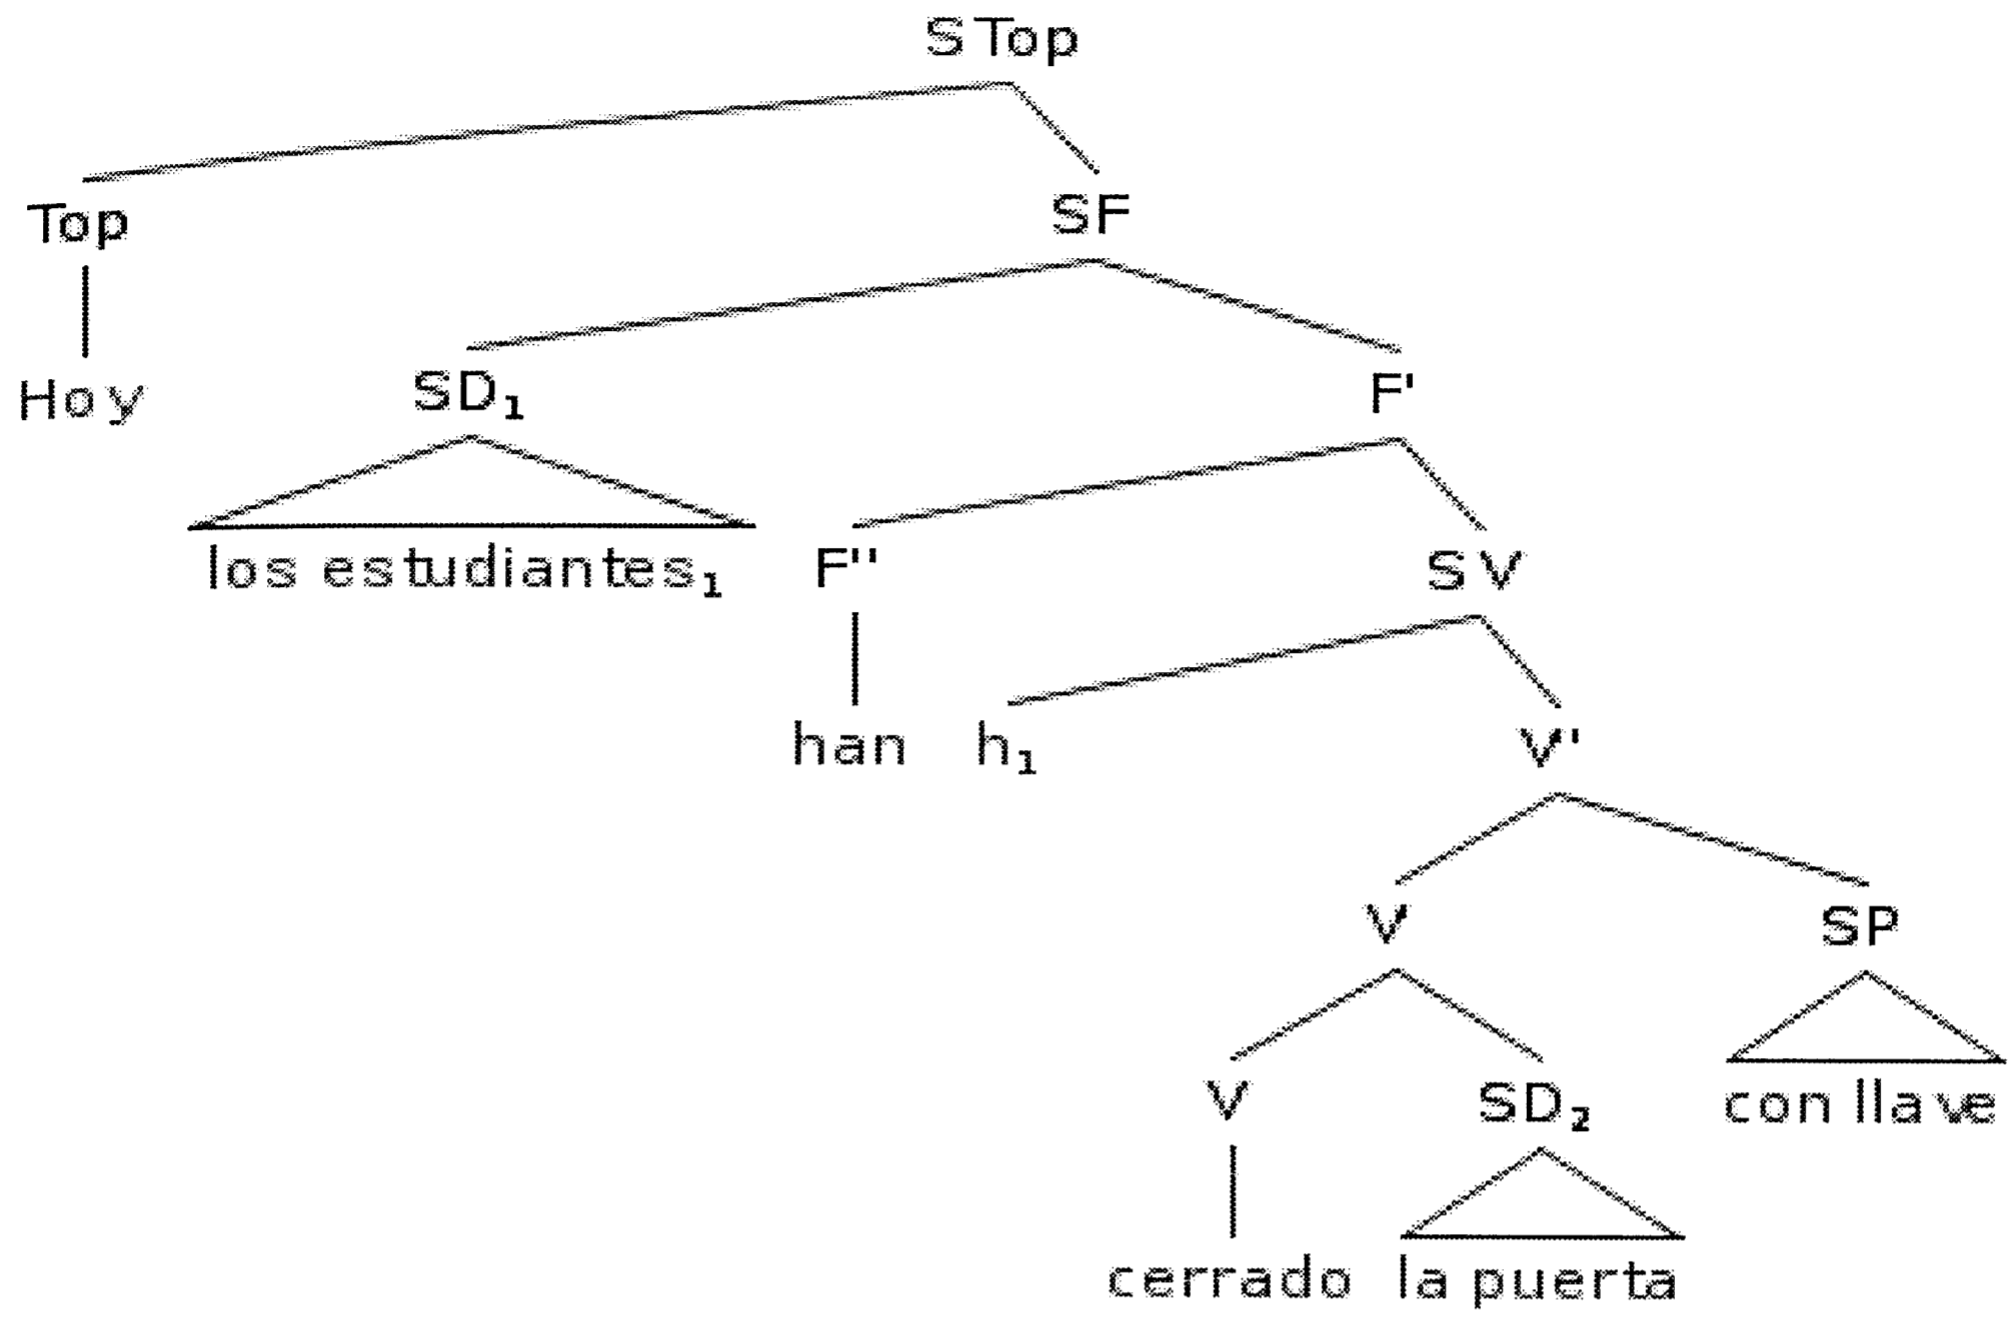 STop
Top SF
Hoy SD₁ F'
los estudiantes₁ F'' SV
han h₁ V'
V SP
V SD₂ con llave
cerrado la puerta